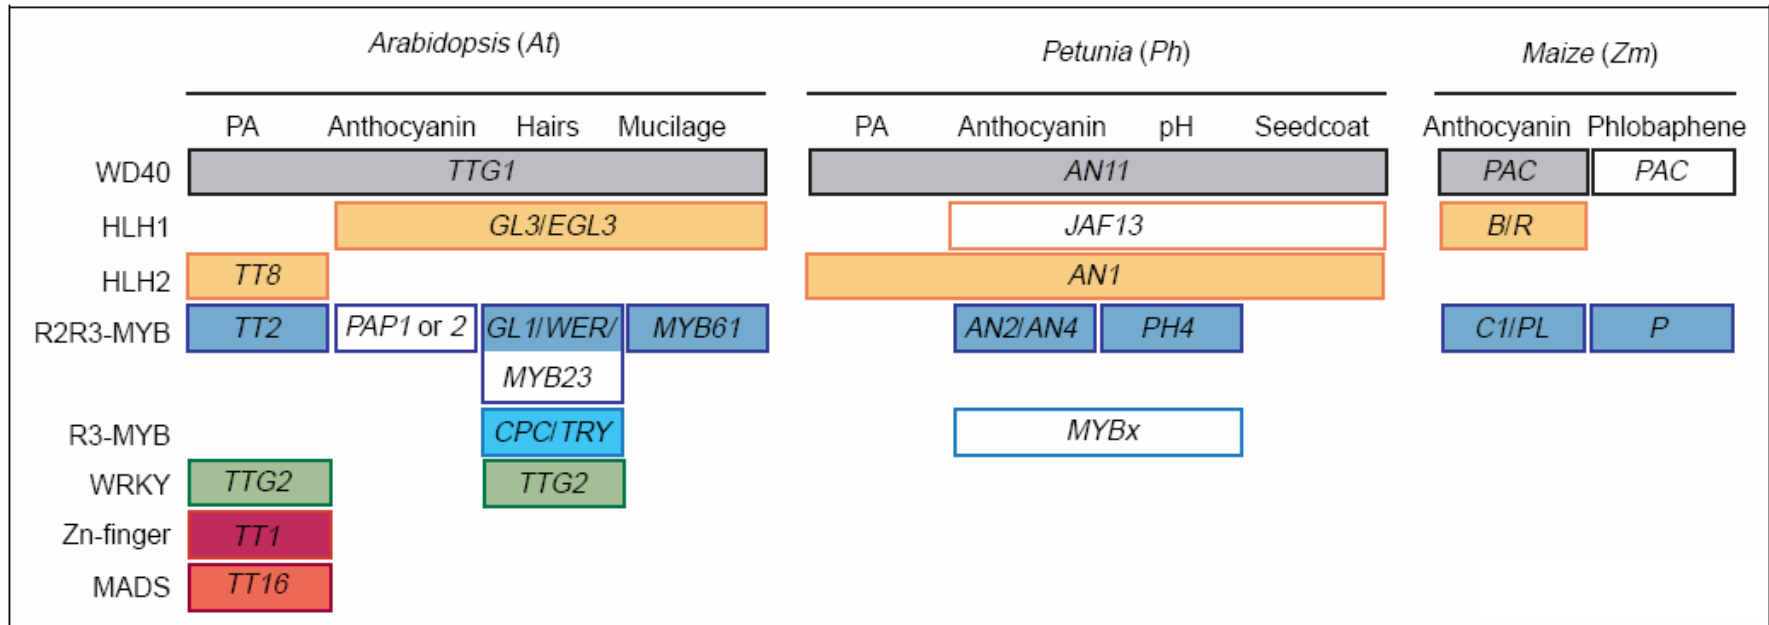 Arabidopsis (At) Petunia (Ph) Maize (Zm)
PA Anthocyanin Hairs Mucilage PA Anthocyanin pH Seedcoat Anthocyanin Phlobaphene
WD40 TTG1 AN11 PAC PAC
HLH1 GL3/EGL3 JAF13 B/R
HLH2 TT8 AN1
R2R3-MYB TT2 PAP1 or 2 GL1/WER/ MYB61 AN2/AN4 PH4 C1/PL P
MYB23
R3-MYB CPC/TRY MYBx
WRKY TTG2 TTG2
Zn-finger TT1
MADS TT16